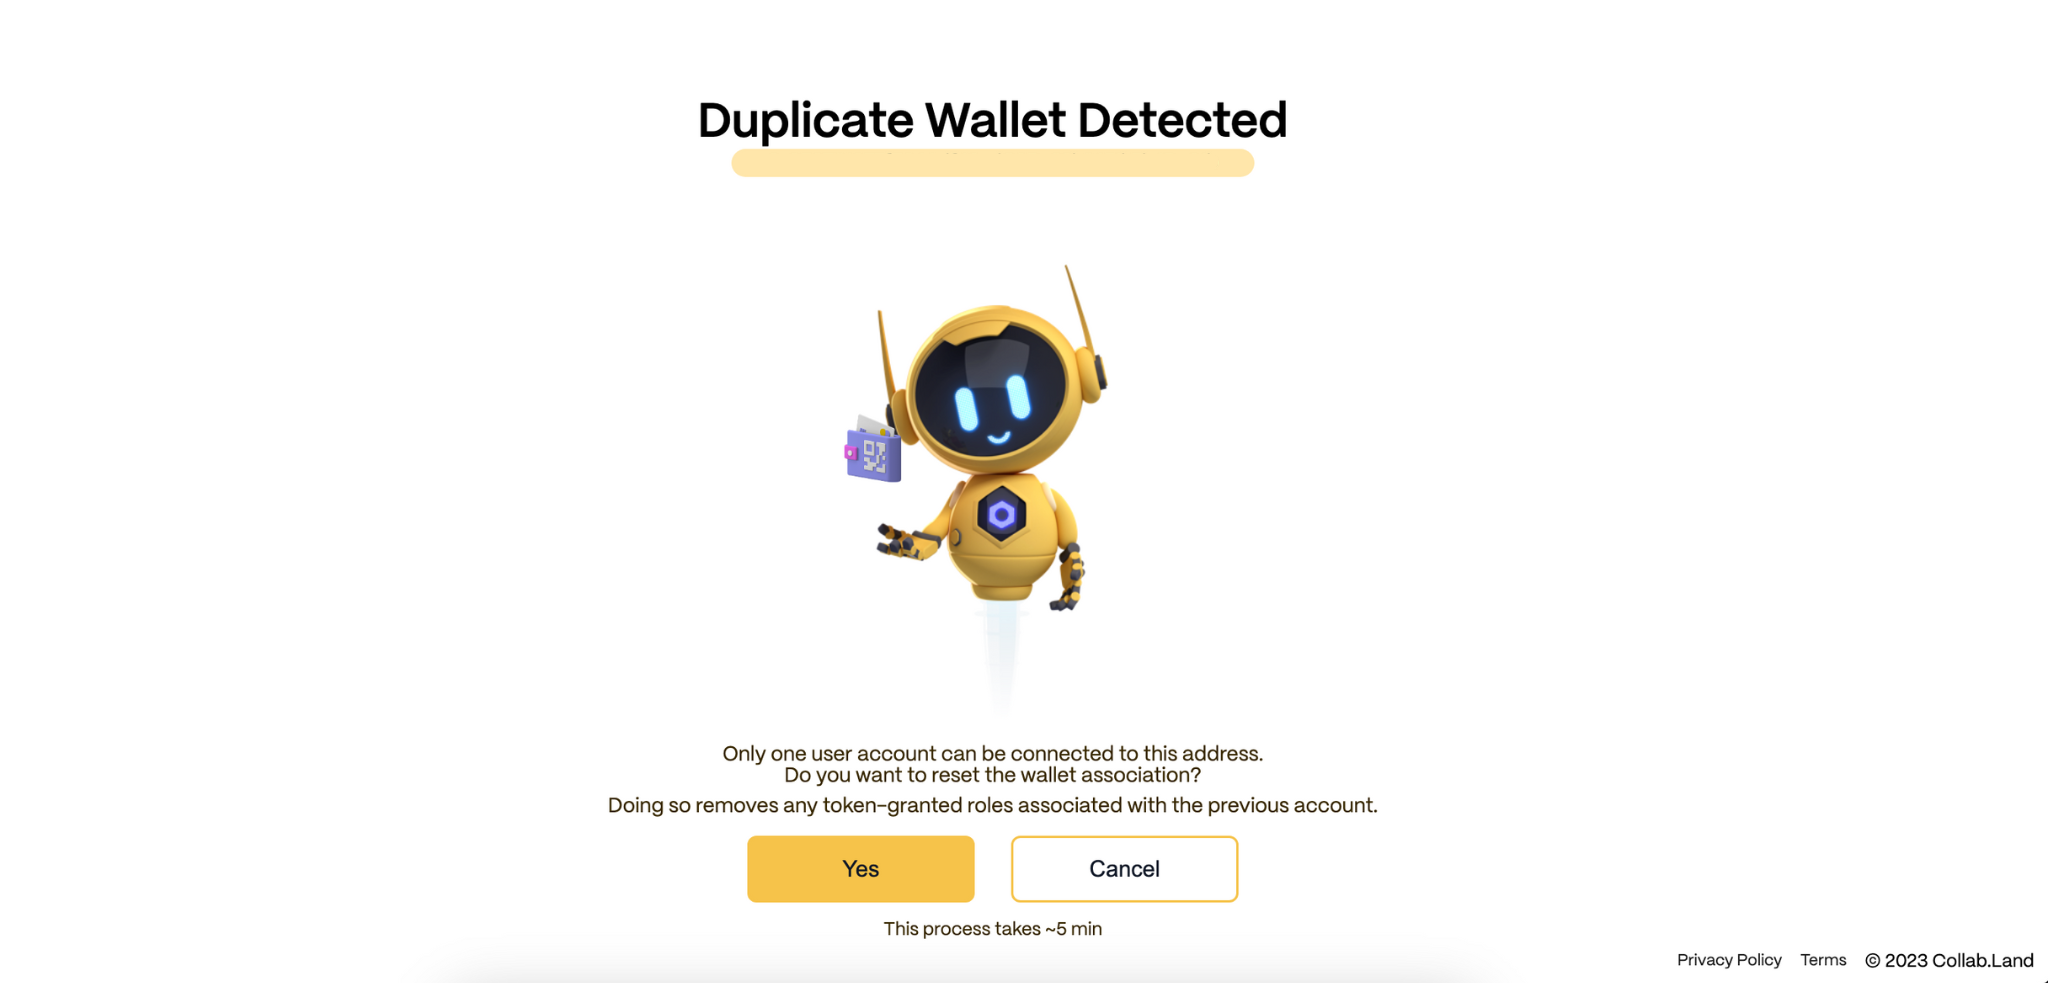 Duplicate Wallet Detected
Only one user account can be connected to this address.
Do you want to reset the wallet association?
Doing so removes any token-granted roles associated with the previous account.
Yes
Cancel
This process takes ~5 min
Privacy Policy Terms © 2023 Collab.Land